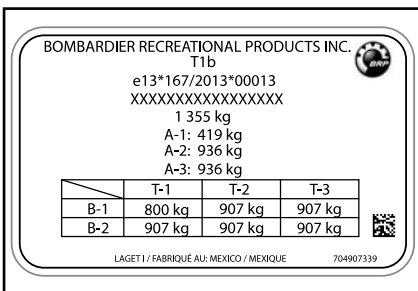 BOMBARDIER RECREATIONAL PRODUCTS INC.
T1b
brp
e13*167/2013*00013
XXXXXXXXXXXXXXXXX
1 355 kg
A-1: 419 kg
A-2: 936 kg
A-3: 936 kg
T-1 T-2 T-3
B-1 800 kg 907 kg 907 kg
B-2 907 kg 907 kg 907 kg
LAGET I / FABRIQUÉ AU: MEXICO / MEXIQUE 704907339